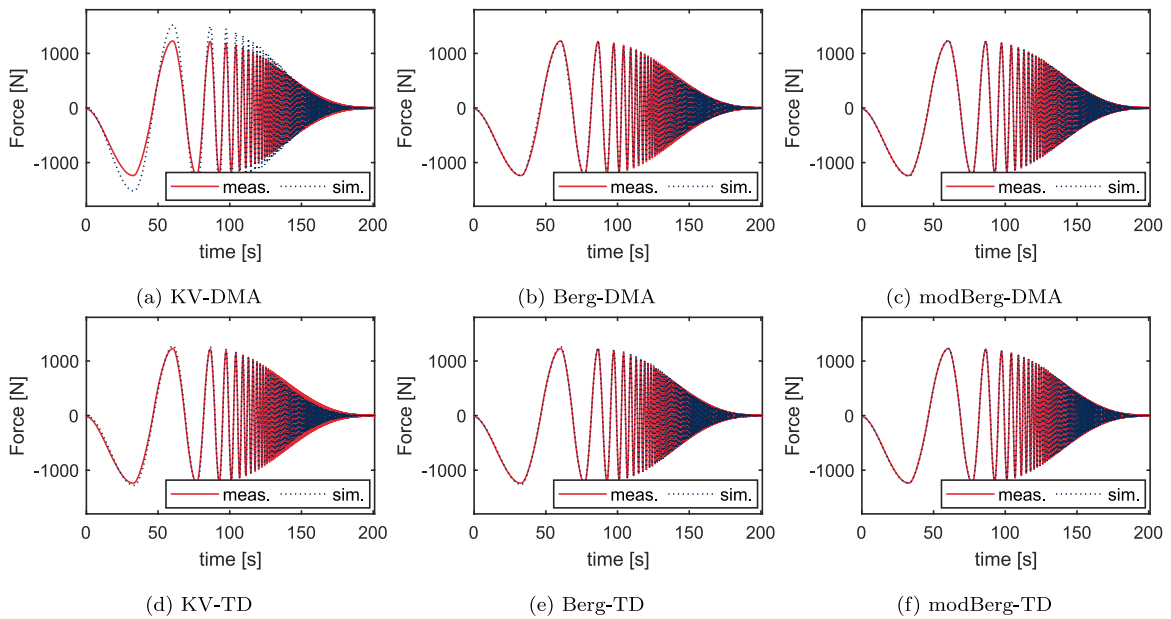 1000
0
-1000
Force [N]
meas. sim.
0 50 100 150 200
time [s]
(a) KV-DMA
1000
0
-1000
Force [N]
meas. sim.
0 50 100 150 200
time [s]
(b) Berg-DMA
1000
0
-1000
Force [N]
meas. sim.
0 50 100 150 200
time [s]
(c) modBerg-DMA
1000
0
-1000
Force [N]
meas. sim.
0 50 100 150 200
time [s]
(d) KV-TD
1000
0
-1000
Force [N]
meas. sim.
0 50 100 150 200
time [s]
(e) Berg-TD
1000
0
-1000
Force [N]
meas. sim.
0 50 100 150 200
time [s]
(f) modBerg-TD